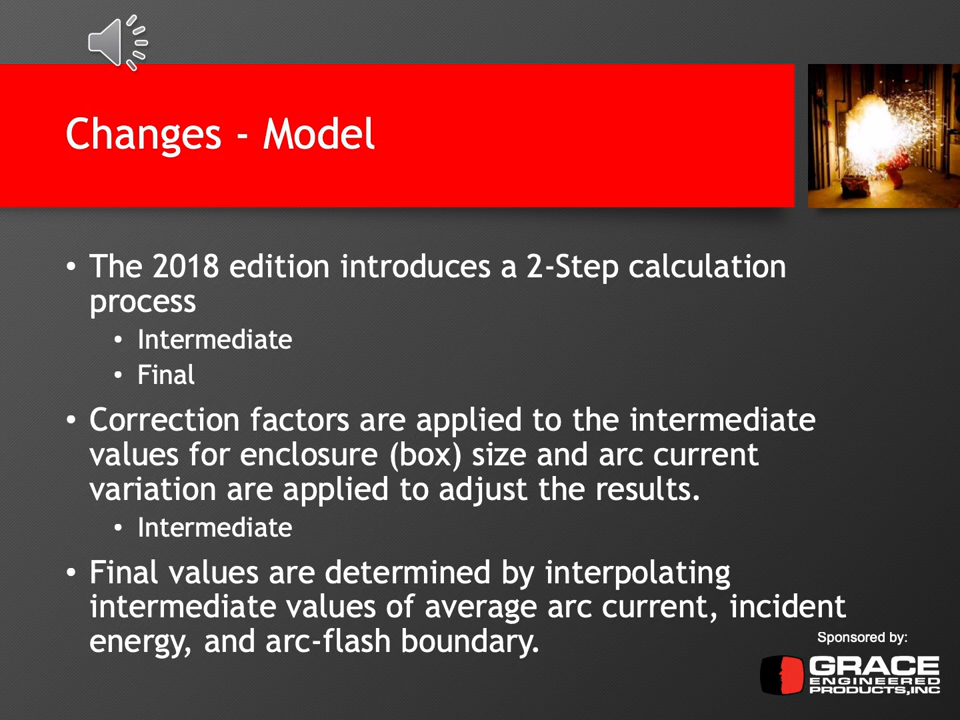 Changes - Model
• The 2018 edition introduces a 2-Step calculation
process
• Intermediate
• Final
• Correction factors are applied to the intermediate
values for enclosure (box) size and arc current
variation are applied to adjust the results.
• Intermediate
• Final values are determined by interpolating
intermediate values of average arc current, incident
energy, and arc-flash boundary.
Sponsored by:
GRACE
ENGINEERED
PRODUCTS,INC